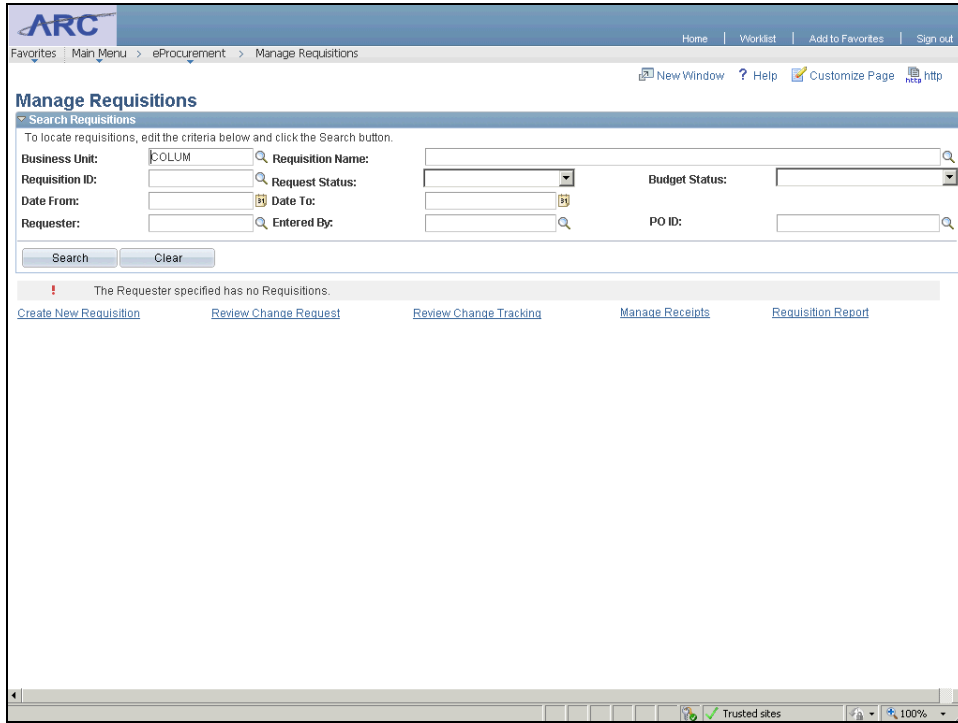 ARC
Home | Worklist | Add to Favorites | Sign out
Favorites | Main Menu > eProcurement > Manage Requisitions
New Window ? Help Customize Page http
Manage Requisitions
Search Requisitions
To locate requisitions, edit the criteria below and click the Search button.
Business Unit: COLUM Requisition Name:
Requisition ID: Request Status: Budget Status:
Date From: 31 Date To: 31
Requester: Entered By: PO ID:
Search Clear
! The Requester specified has no Requisitions.
Create New Requisition Review Change Request Review Change Tracking Manage Receipts Requisition Report
Trusted sites 100%